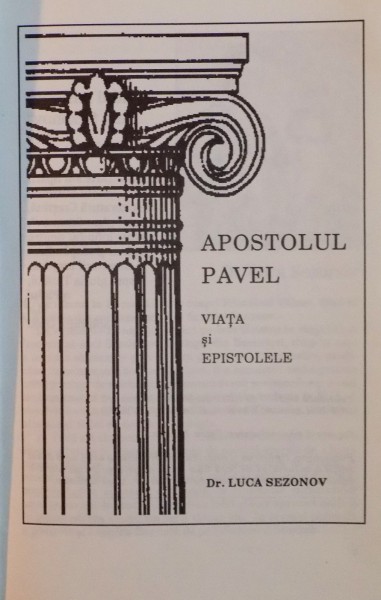 APOSTOLUL
PAVEL
VIAȚA
și
EPISTOLELE
Dr. LUCA SEZONOV